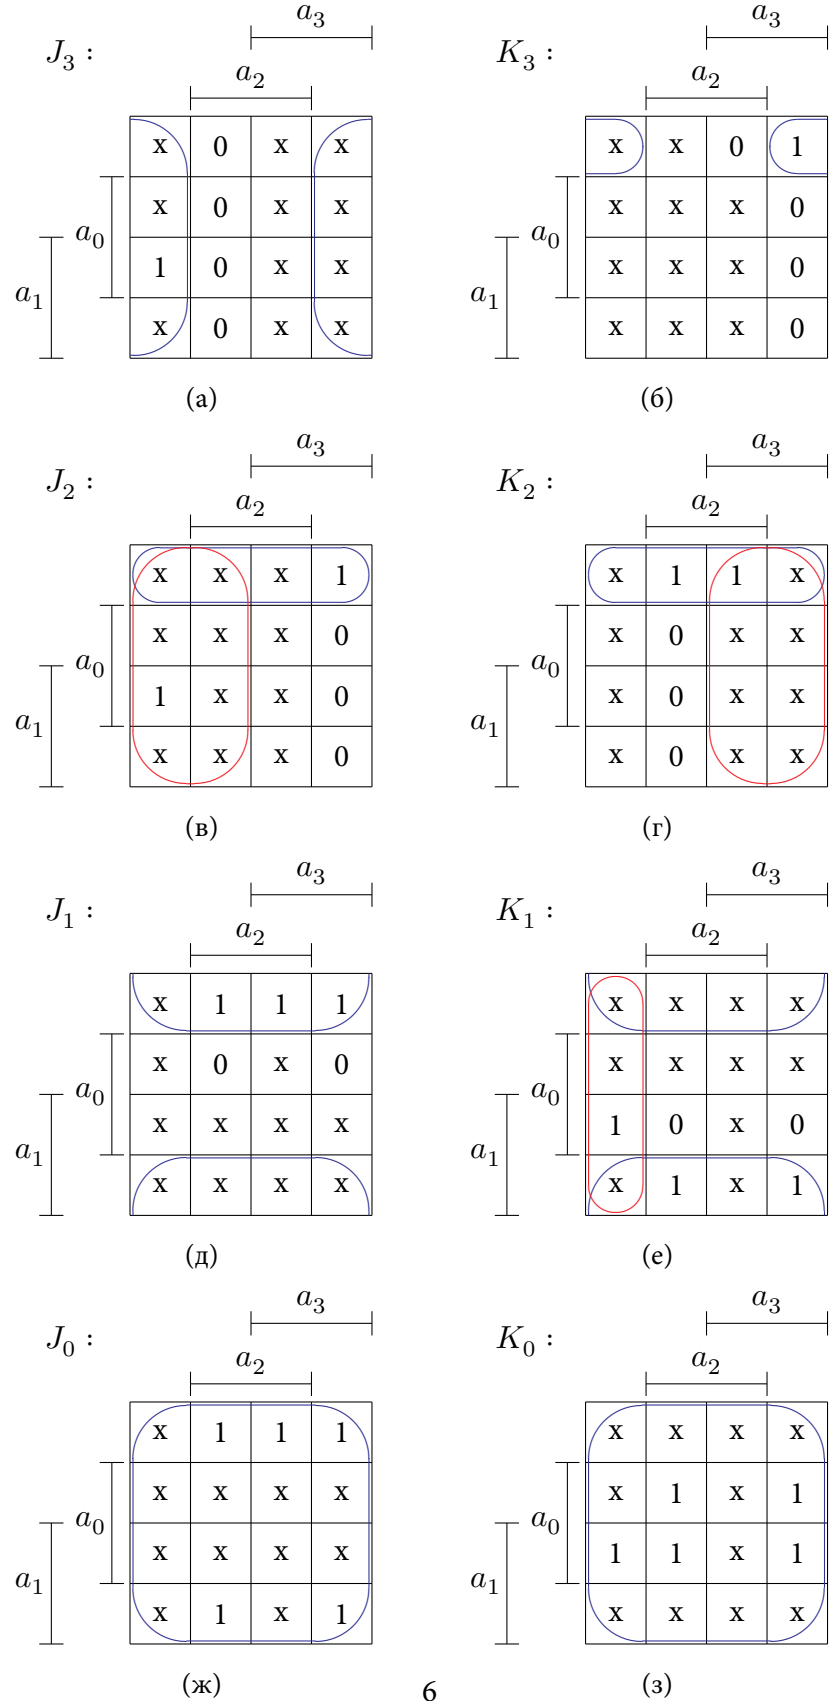 a3 a3
J3 : K3 :
a2 a2
x 0 x x x x 0 1
x 0 x x x x x 0
a0 a0
1 0 x x x x x 0
a1 a1
x 0 x x x x x 0
(а) (б)
a3 a3
J2 : K2 :
a2 a2
x x x 1 x 1 1 x
x x x 0 x 0 x x
a0 a0
1 x x 0 x 0 x x
a1 a1
x x x 0 x 0 x x
(в) (г)
a3 a3
J1 : K1 :
a2 a2
x 1 1 1 x x x x
x 0 x 0 x x x x
a0 a0
x x x x 1 0 x 0
a1 a1
x x x x x 1 x 1
(д) (е)
a3 a3
J0 : K0 :
a2 a2
x 1 1 1 x x x x
x x x x x 1 x 1
a0 a0
x x x x 1 1 x 1
a1 a1
x 1 x 1 x x x x
(ж) (з)
6